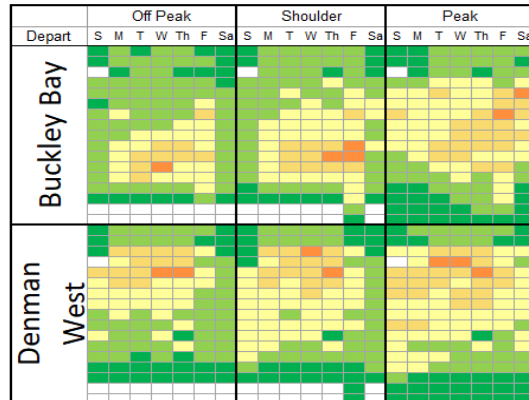 Off Peak Shoulder Peak
Depart S M T W Th F Sa S M T W Th F Sa S M T W Th F Sa
Buckley Bay
Denman
West